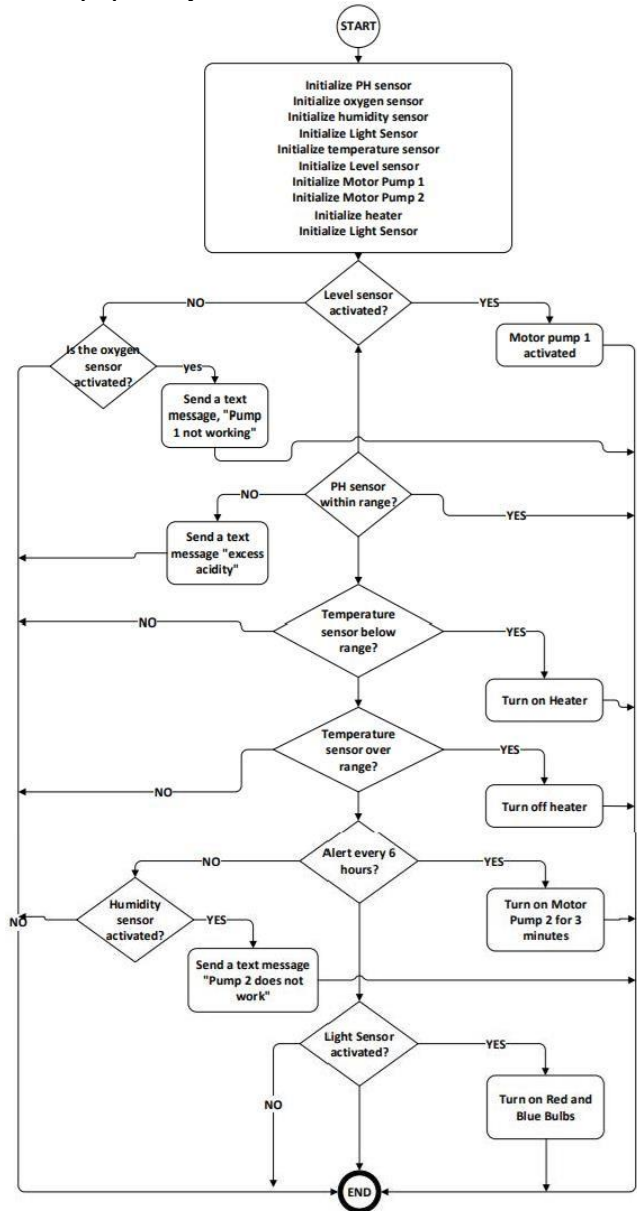 START
Initialize PH sensor
Initialize oxygen sensor
Initialize humidity sensor
Initialize Light Sensor
Initialize temperature sensor
Initialize Level sensor
Initialize Motor Pump 1
Initialize Motor Pump 2
Initialize heater
Initialize Light Sensor
NO
Level sensor
activated?
YES
Motor pump 1
activated
Is the oxygen
sensor
activated?
yes
Send a text
message, "Pump
1 not working"
NO
PH sensor
within range?
YES
Send a text
message "excess
acidity"
NO
Temperature
sensor below
range?
YES
Turn on Heater
NO
Temperature
sensor over
range?
YES
Turn off heater
NO
Alert every 6
hours?
YES
Turn on Motor
Pump 2 for 3
minutes
NO
Humidity
sensor
activated?
YES
Send a text message
"Pump 2 does not
work"
NO
Light Sensor
activated?
YES
Turn on Red and
Blue Bulbs
END